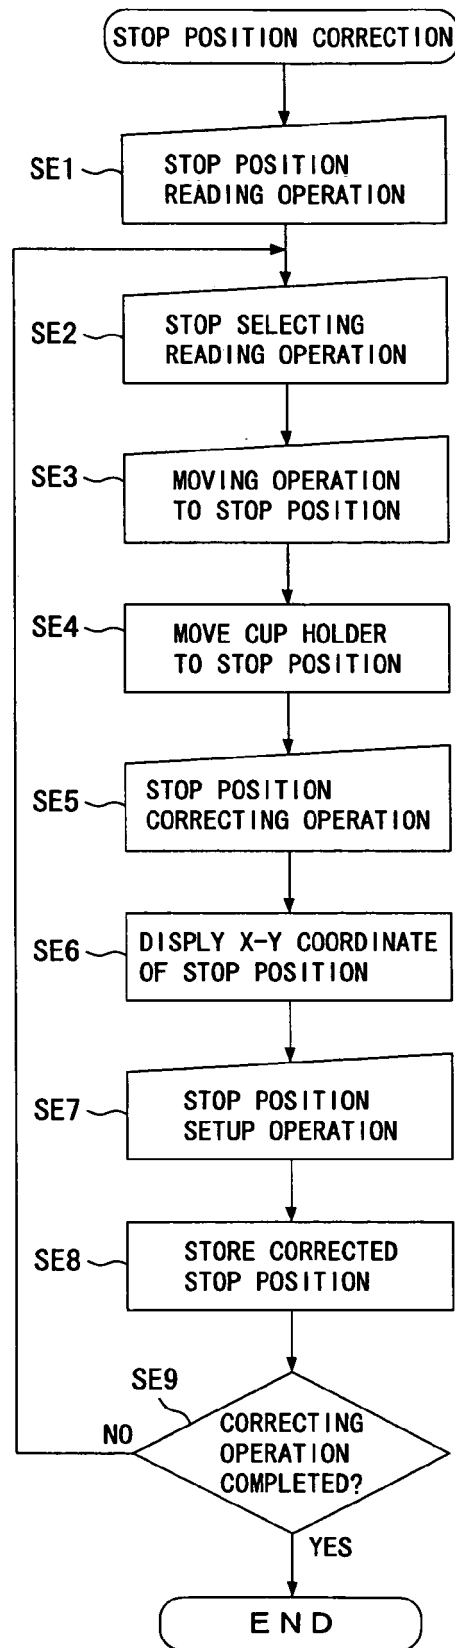 STOP POSITION CORRECTION
SE1
STOP POSITION
READING OPERATION
SE2
STOP SELECTING
READING OPERATION
SE3
MOVING OPERATION
TO STOP POSITION
SE4
MOVE CUP HOLDER
TO STOP POSITION
SE5
STOP POSITION
CORRECTING OPERATION
SE6
DISPLY X-Y COORDINATE
OF STOP POSITION
SE7
STOP POSITION
SETUP OPERATION
SE8
STORE CORRECTED
STOP POSITION
SE9
NO
CORRECTING
OPERATION
COMPLETED?
YES
END